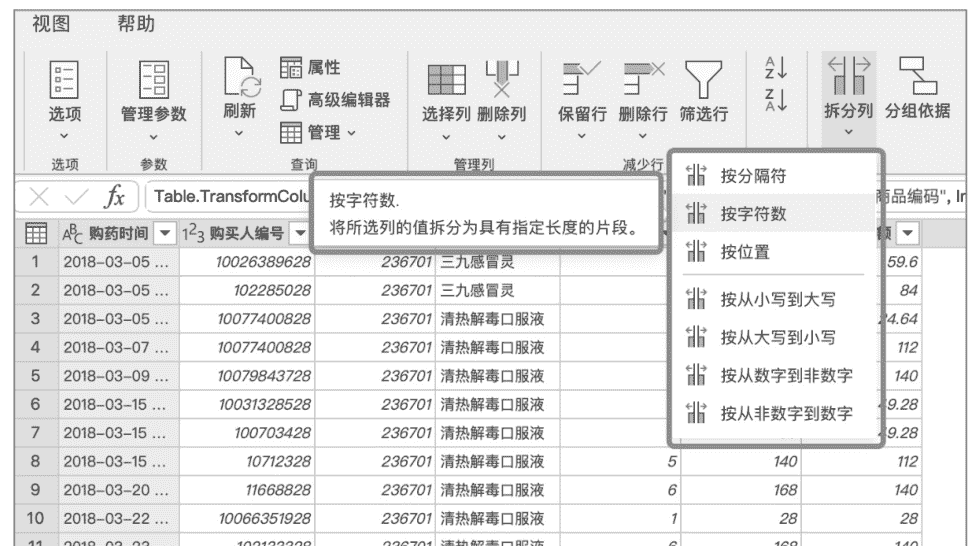 视图 帮助
选项 管理参数 刷新 属性 高级编辑器 管理 选择列 删除列 保留行 删除行 筛选行 拆分列 分组依据
选项 参数 查询 管理列 减少行
fx Table.TransformColu 商品编码", In
按字符数.
将所选列的值拆分为具有指定长度的片段。
按分隔符
按字符数
按位置
按从小写到大写
按从大写到小写
按从数字到非数字
按从非数字到数字
ABC 购药时间 123 购买人编号 额
1 2018-03-05 ... 10026389628 236701 三九感冒灵 59.6
2 2018-03-05 ... 102285028 236701 三九感冒灵 84
3 2018-03-05 ... 10077400828 236701 清热解毒口服液 24.64
4 2018-03-07 ... 10077400828 236701 清热解毒口服液 112
5 2018-03-09 ... 10079843728 236701 清热解毒口服液 140
6 2018-03-15 ... 10031328528 236701 清热解毒口服液 49.28
7 2018-03-15 ... 100703428 236701 清热解毒口服液 49.28
8 2018-03-15 ... 10712328 236701 清热解毒口服液 5 140 112
9 2018-03-20 ... 11668828 236701 清热解毒口服液 6 168 140
10 2018-03-22 ... 10066351928 236701 清热解毒口服液 1 28 28